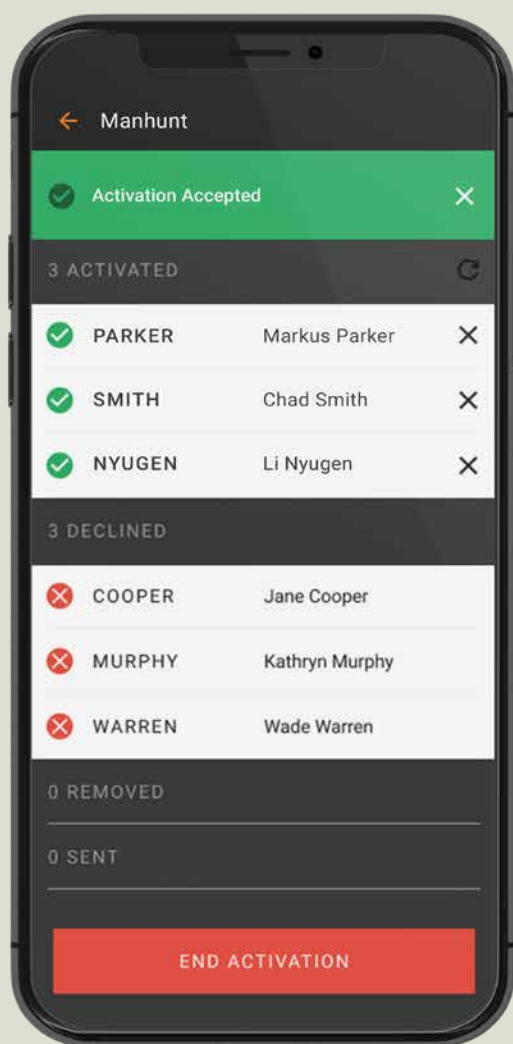 Manhunt
Activation Accepted
3 ACTIVATED
PARKER Markus Parker
SMITH Chad Smith
NYUGEN Li Nyugen
3 DECLINED
COOPER Jane Cooper
MURPHY Kathryn Murphy
WARREN Wade Warren
0 REMOVED
0 SENT
END ACTIVATION